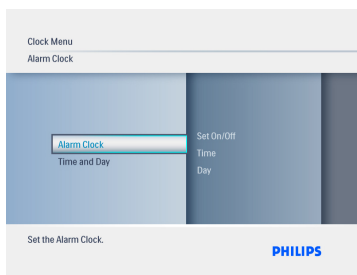 Clock Menu
Alarm Clock
Alarm Clock
Time and Day
Set On/Off
Time
Day
Set the Alarm Clock.
PHILIPS